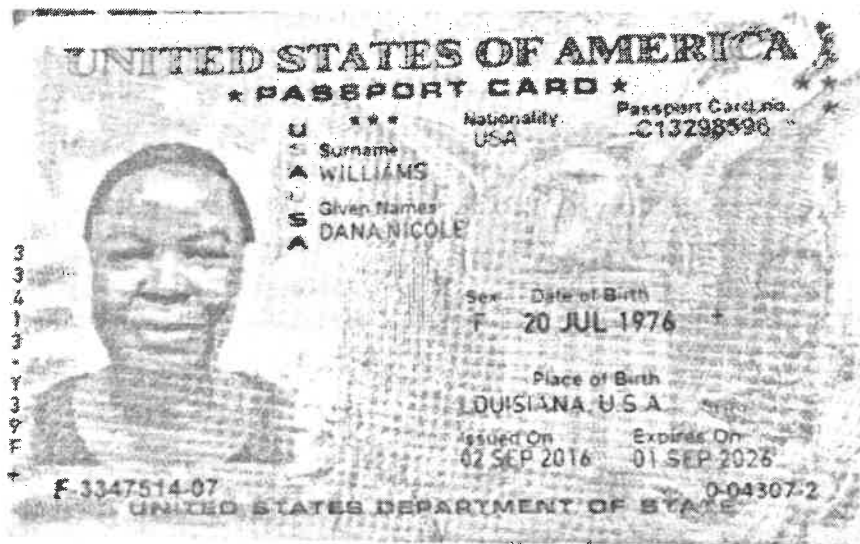 UNITED STATES OF AMERICA
★ PASSPORT CARD ★
USA ★ ★ ★ Nationality Passport Card no.
USA C13298596
Surname
WILLIAMS
Given Names
USA DANA NICOLE
Sex Date of Birth
F 20 JUL 1976
Place of Birth
LOUISIANA, U.S.A
Issued On Expires On
02 SEP 2016 01 SEP 2026
F-3347514-07 0-04307-2
UNITED STATES DEPARTMENT OF STATE